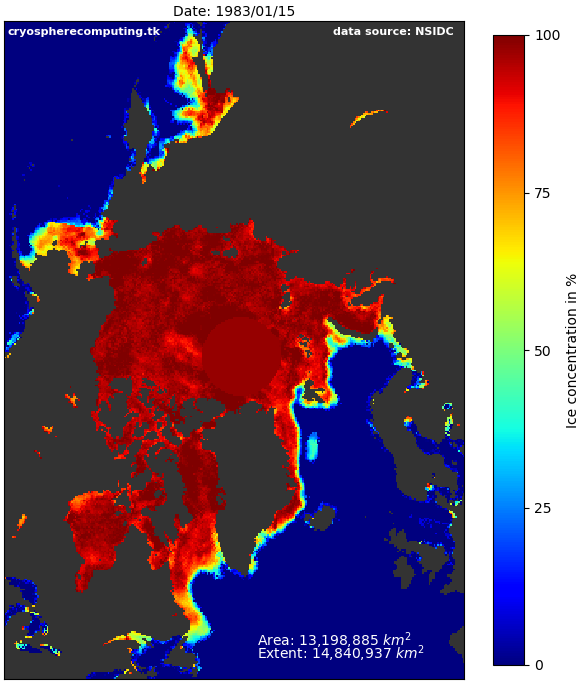 Date: 1983/01/15
cryospherecomputing.tk
data source: NSIDC
100
75
50
25
0
Ice concentration in %
Area: 13,198,885 km²
Extent: 14,840,937 km²